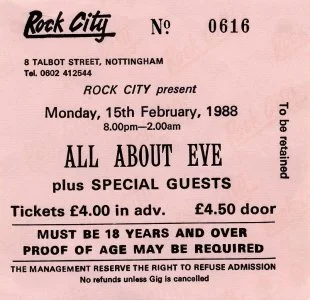 Rock City Nº 0616
8 TALBOT STREET, NOTTINGHAM
Tel. 0602 412544
ROCK CITY present
Monday, 15th February, 1988
8.00pm—2.00am
ALL ABOUT EVE
plus SPECIAL GUESTS
Tickets £4.00 in adv. £4.50 door
MUST BE 18 YEARS AND OVER
PROOF OF AGE MAY BE REQUIRED
THE MANAGEMENT RESERVE THE RIGHT TO REFUSE ADMISSION
No refunds unless Gig is cancelled
To be retained